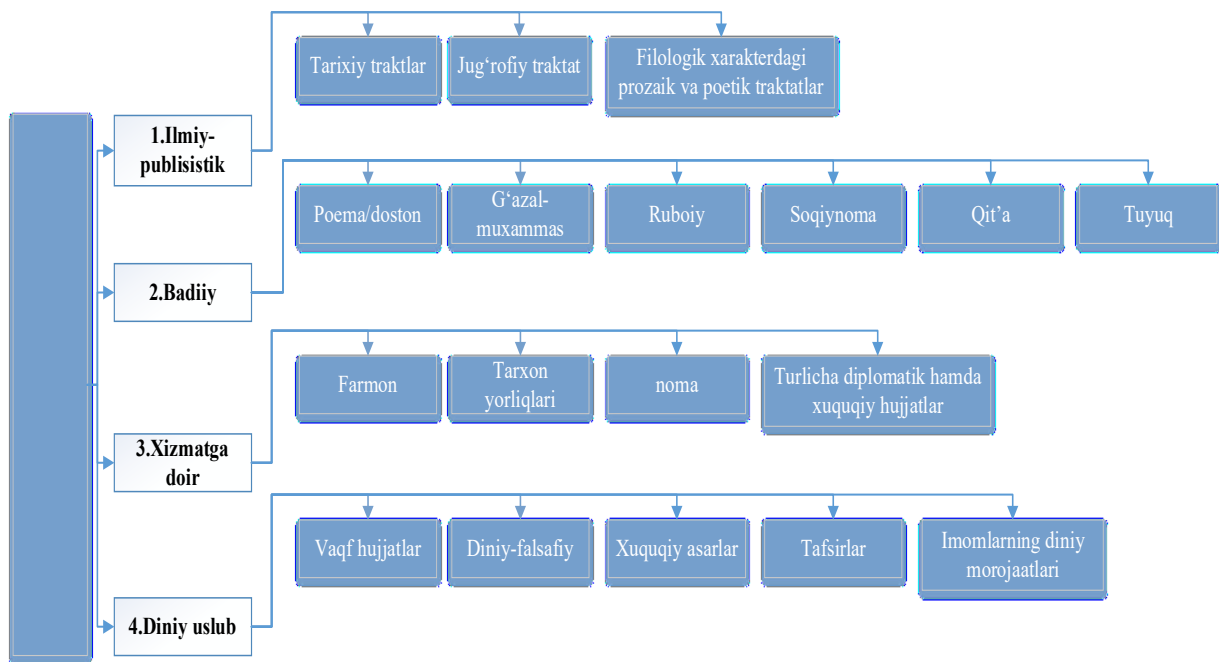 Tarixiy traktlar
Jug‘rofiy traktat
Filologik xarakterdagi
prozaik va poetik traktatlar
1.Ilmiy-
publisistik
Poema/doston
G‘azal-
muxammas
Ruboiy
Soqiynoma
Qit’a
Tuyuq
2.Badiiy
Farmon
Tarxon
yorliqlari
noma
Turlicha diplomatik hamda
xuquqiy hujjatlar
3.Xizmatga
doir
Vaqf hujjatlar
Diniy-falsafiy
Xuquqiy asarlar
Tafsirlar
Imomlarning diniy
morojaatlari
4.Diniy uslub